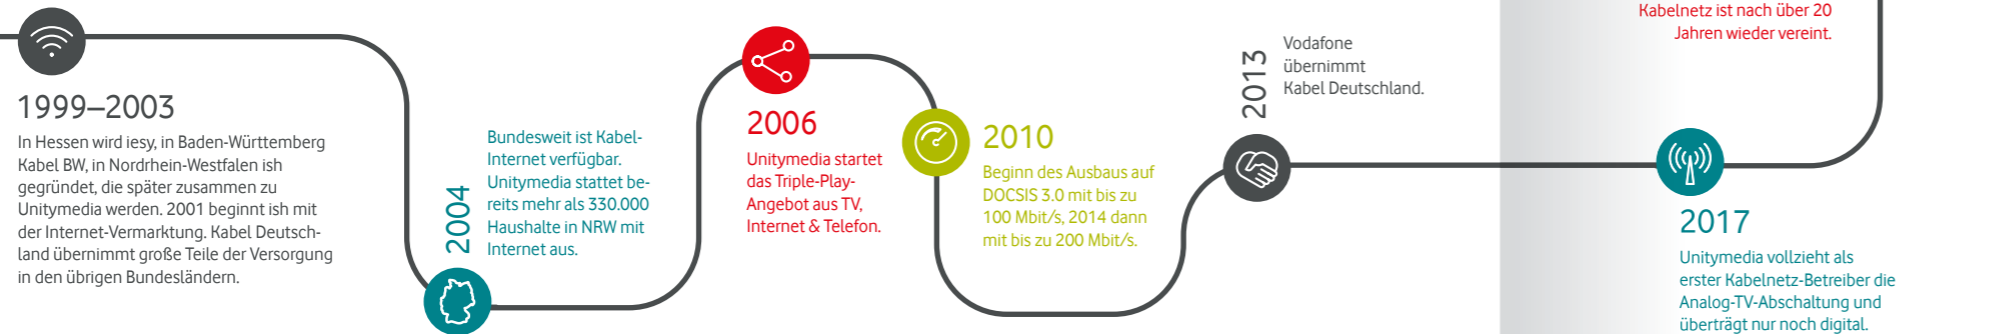 1999–2003
In Hessen wird iesy, in Baden-Württemberg
Kabel BW, in Nordrhein-Westfalen ish
gegründet, die später zusammen zu
Unitymedia werden. 2001 beginnt ish mit
der Internet-Vermarktung. Kabel Deutsch-
land übernimmt große Teile der Versorgung
in den übrigen Bundesländern.
2004
Bundesweit ist Kabel-
Internet verfügbar.
Unitymedia stattet be-
reits mehr als 330.000
Haushalte in NRW mit
Internet aus.
2006
Unitymedia startet
das Triple-Play-
Angebot aus TV,
Internet & Telefon.
2010
Beginn des Ausbaus auf
DOCSIS 3.0 mit bis zu
100 Mbit/s, 2014 dann
mit bis zu 200 Mbit/s.
2013
Vodafone
übernimmt
Kabel Deutschland.
2017
Unitymedia vollzieht als
erster Kabelnetz-Betreiber die
Analog-TV-Abschaltung und
überträgt nur noch digital.
Kabelnetz ist nach über 20
Jahren wieder vereint.